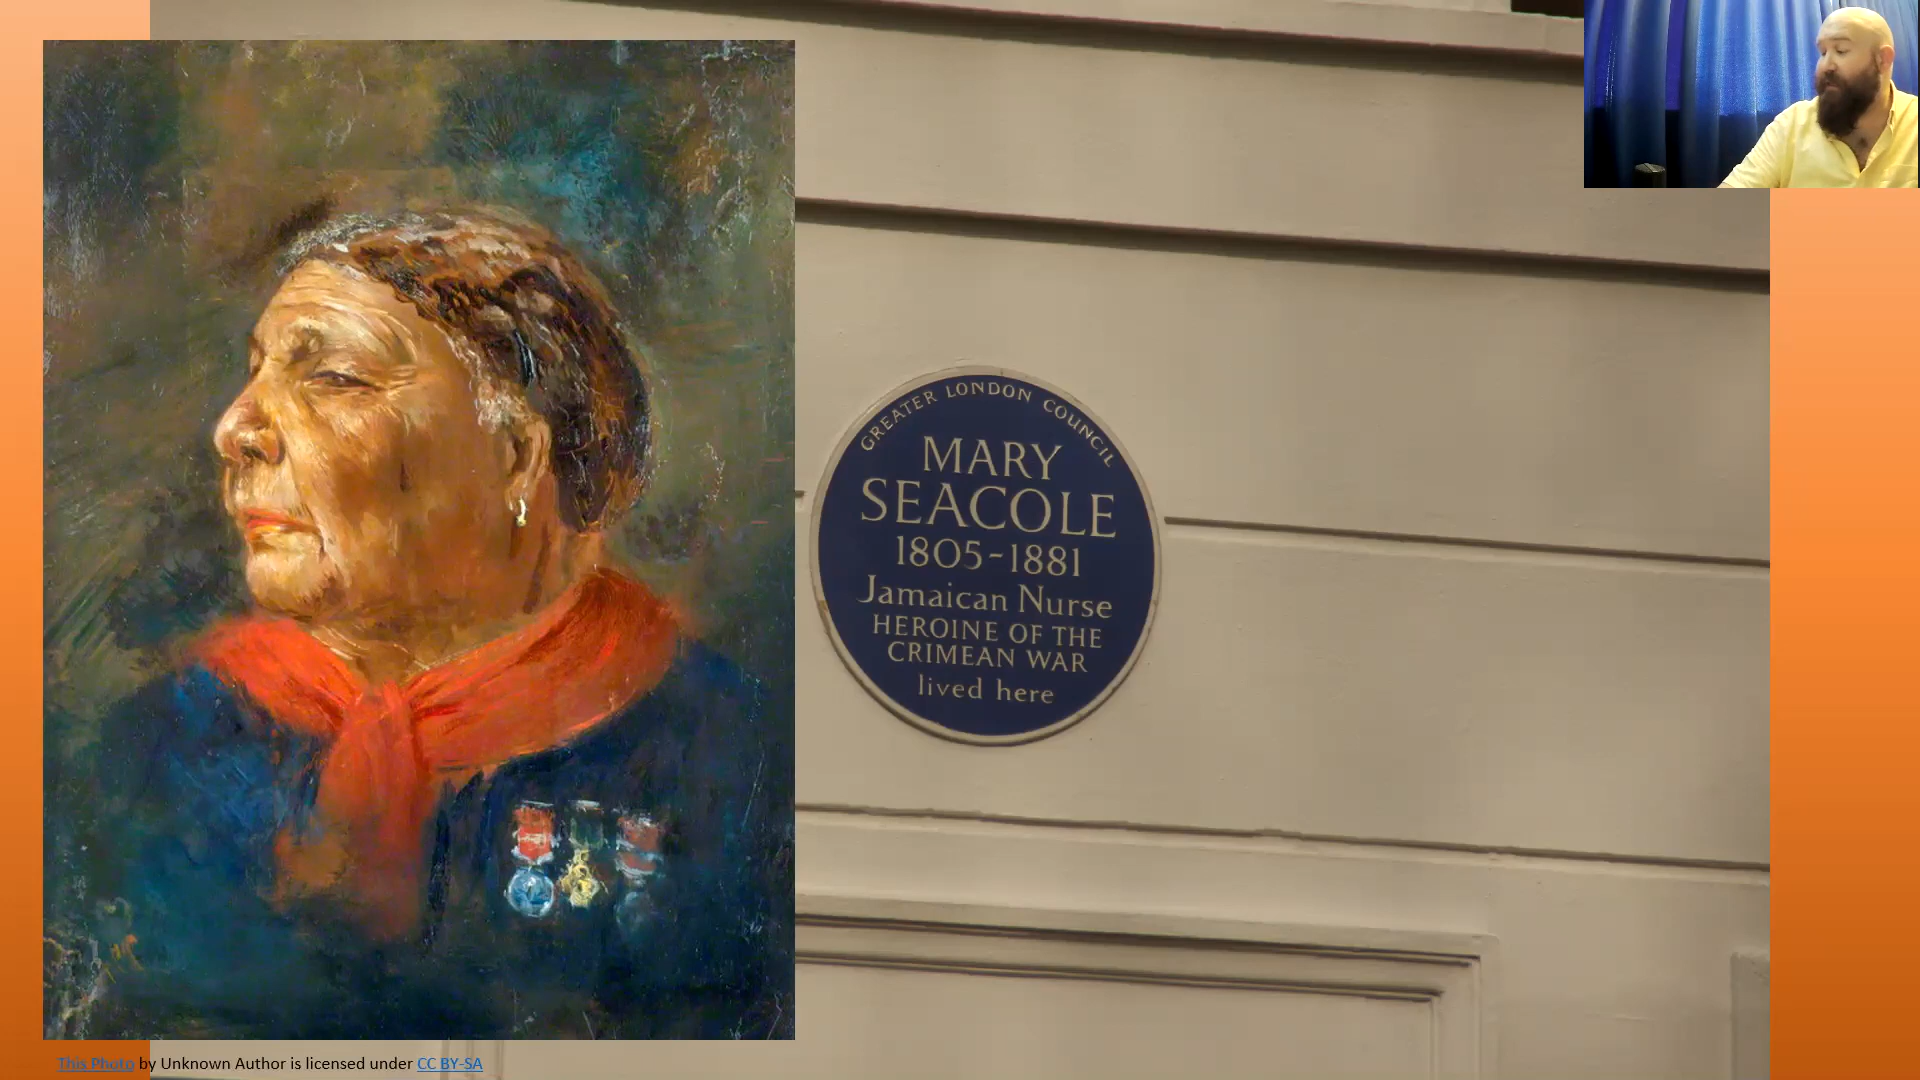 GREATER LONDON COUNCIL
MARY
SEACOLE
1805-1881
Jamaican Nurse
HEROINE OF THE
CRIMEAN WAR
lived here
This Photo by Unknown Author is licensed under CC BY-SA